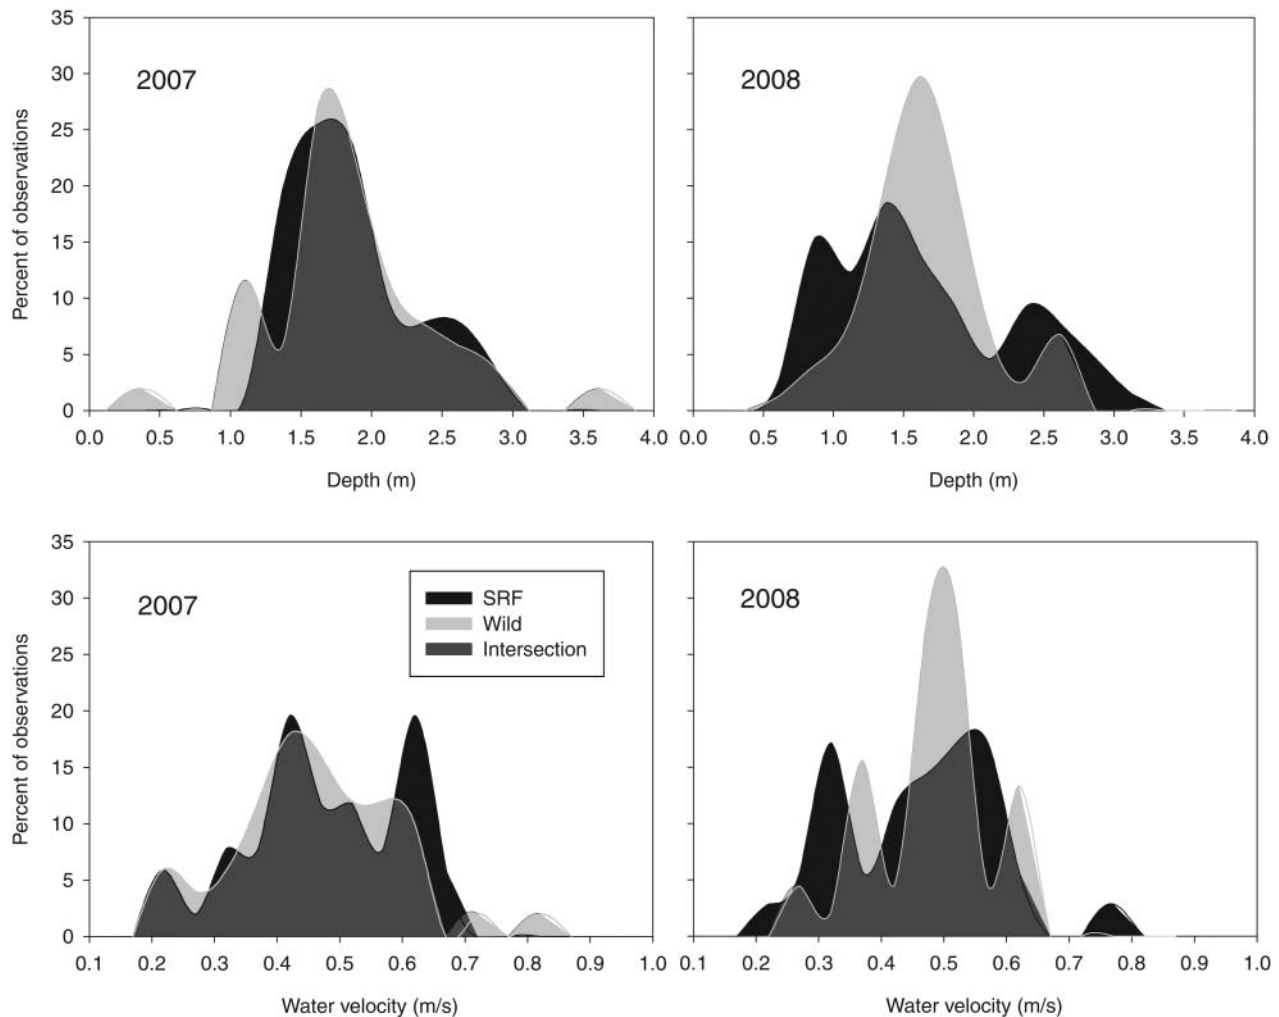 35
30
25
20
15
10
5
0
Percent of observations
2007
0.0 0.5 1.0 1.5 2.0 2.5 3.0 3.5 4.0
Depth (m)
2008
0.0 0.5 1.0 1.5 2.0 2.5 3.0 3.5 4.0
Depth (m)
35
30
25
20
15
10
5
0
Percent of observations
2007
SRF
Wild
Intersection
0.1 0.2 0.3 0.4 0.5 0.6 0.7 0.8 0.9 1.0
Water velocity (m/s)
2008
0.1 0.2 0.3 0.4 0.5 0.6 0.7 0.8 0.9 1.0
Water velocity (m/s)